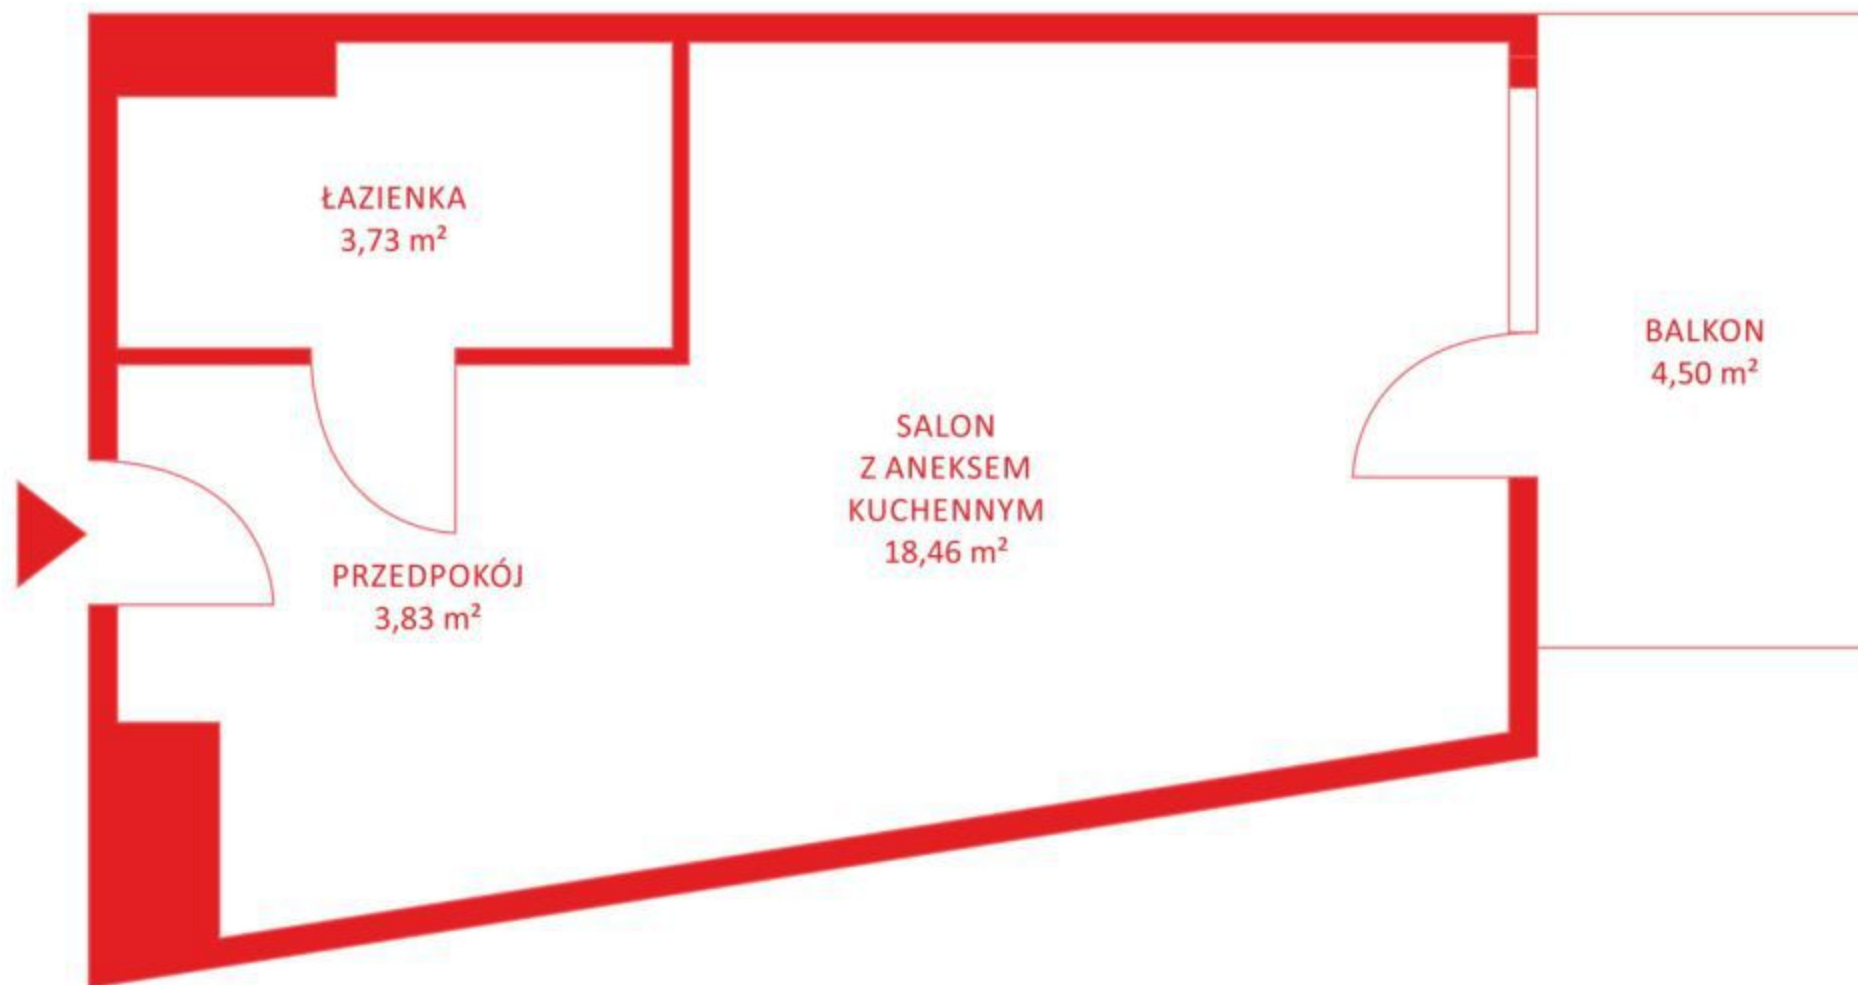 ŁAZIENKA
3,73 m²
BALKON
4,50 m²
SALON
Z ANEKSEM
KUCHENNYM
18,46 m²
PRZEDPOKÓJ
3,83 m²